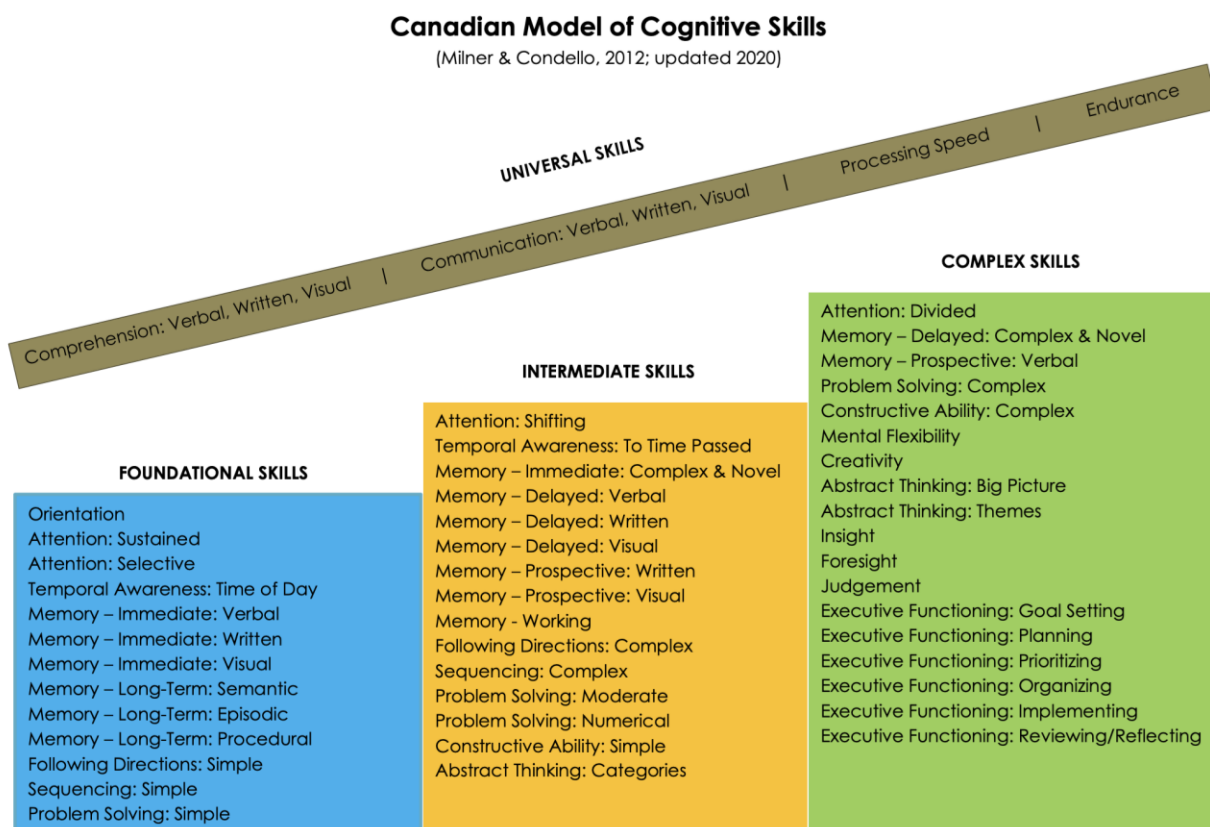 Canadian Model of Cognitive Skills
(Milner & Condello, 2012; updated 2020)
UNIVERSAL SKILLS
Comprehension: Verbal, Written, Visual | Communication: Verbal, Written, Visual | Processing Speed | Endurance
FOUNDATIONAL SKILLS
Orientation
Attention: Sustained
Attention: Selective
Temporal Awareness: Time of Day
Memory – Immediate: Verbal
Memory – Immediate: Written
Memory – Immediate: Visual
Memory – Long-Term: Semantic
Memory – Long-Term: Episodic
Memory – Long-Term: Procedural
Following Directions: Simple
Sequencing: Simple
Problem Solving: Simple
INTERMEDIATE SKILLS
Attention: Shifting
Temporal Awareness: To Time Passed
Memory – Immediate: Complex & Novel
Memory – Delayed: Verbal
Memory – Delayed: Written
Memory – Delayed: Visual
Memory – Prospective: Written
Memory – Prospective: Visual
Memory - Working
Following Directions: Complex
Sequencing: Complex
Problem Solving: Moderate
Problem Solving: Numerical
Constructive Ability: Simple
Abstract Thinking: Categories
COMPLEX SKILLS
Attention: Divided
Memory – Delayed: Complex & Novel
Memory – Prospective: Verbal
Problem Solving: Complex
Constructive Ability: Complex
Mental Flexibility
Creativity
Abstract Thinking: Big Picture
Abstract Thinking: Themes
Insight
Foresight
Judgement
Executive Functioning: Goal Setting
Executive Functioning: Planning
Executive Functioning: Prioritizing
Executive Functioning: Organizing
Executive Functioning: Implementing
Executive Functioning: Reviewing/Reflecting